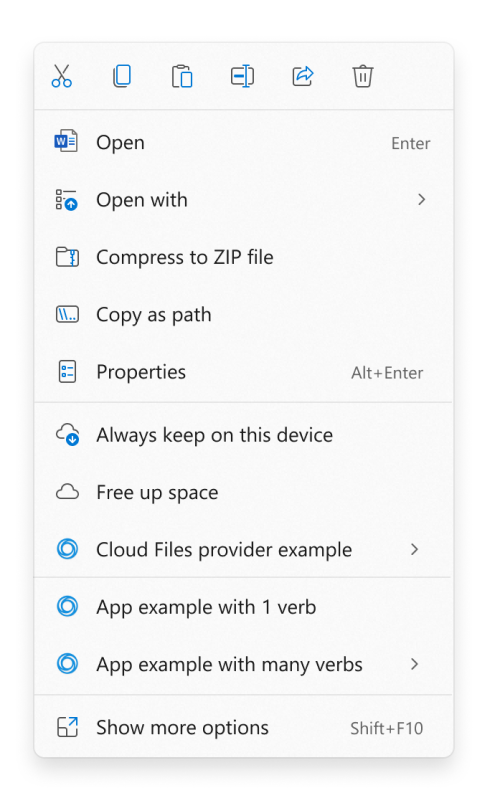 W
Open Enter
Open with
Compress to ZIP file
\\.. Copy as path
Properties Alt+Enter
Always keep on this device
Free up space
Cloud Files provider example
App example with 1 verb
App example with many verbs
Show more options Shift+F10